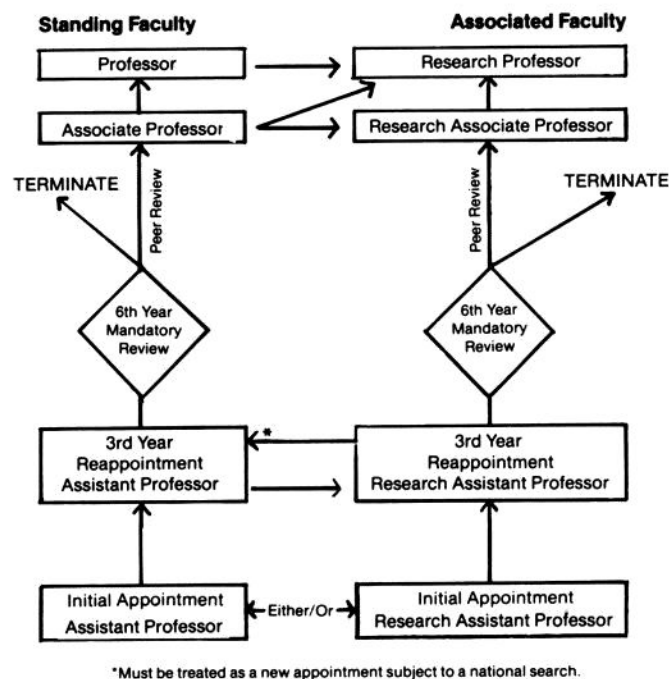 Standing Faculty
Associated Faculty
Professor
Research Professor
Associate Professor
Research Associate Professor
TERMINATE
Peer Review
Peer Review
TERMINATE
6th Year
Mandatory
Review
6th Year
Mandatory
Review
*
3rd Year
Reappointment
Assistant Professor
3rd Year
Reappointment
Research Assistant Professor
Initial Appointment
Assistant Professor
Either/Or
Initial Appointment
Research Assistant Professor
*Must be treated as a new appointment subject to a national search.